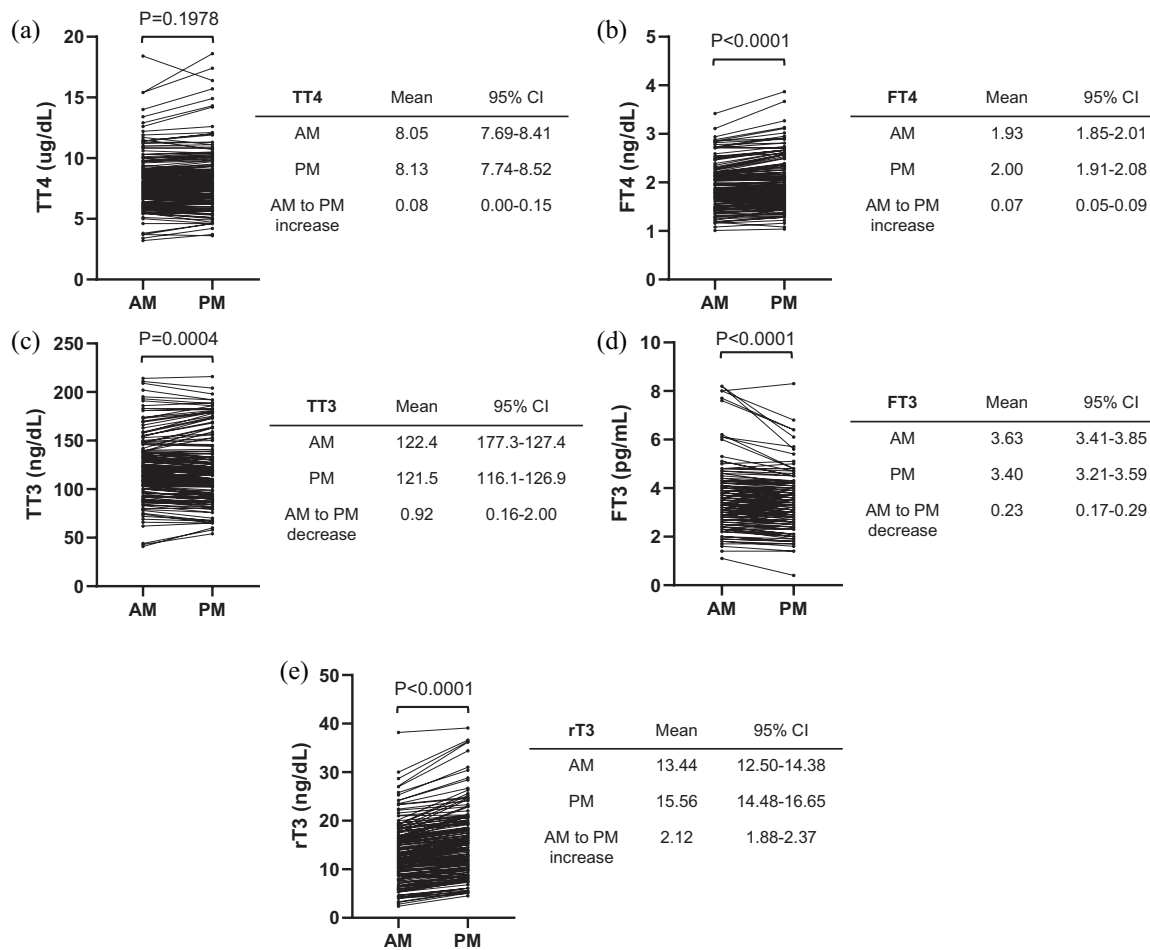 (a)
P=0.1978
TT4 (ug/dL)
20
15
10
5
0
AM PM
TT4 Mean 95% CI
AM 8.05 7.69-8.41
PM 8.13 7.74-8.52
AM to PM
increase 0.08 0.00-0.15
(b)
P<0.0001
FT4 (ng/dL)
5
4
3
2
1
0
AM PM
FT4 Mean 95% CI
AM 1.93 1.85-2.01
PM 2.00 1.91-2.08
AM to PM
increase 0.07 0.05-0.09
(c)
P=0.0004
TT3 (ng/dL)
250
200
150
100
50
0
AM PM
TT3 Mean 95% CI
AM 122.4 177.3-127.4
PM 121.5 116.1-126.9
AM to PM
decrease 0.92 0.16-2.00
(d)
P<0.0001
FT3 (pg/mL)
10
8
6
4
2
0
AM PM
FT3 Mean 95% CI
AM 3.63 3.41-3.85
PM 3.40 3.21-3.59
AM to PM
decrease 0.23 0.17-0.29
(e)
P<0.0001
rT3 (ng/dL)
50
40
30
20
10
0
AM PM
rT3 Mean 95% CI
AM 13.44 12.50-14.38
PM 15.56 14.48-16.65
AM to PM
increase 2.12 1.88-2.37